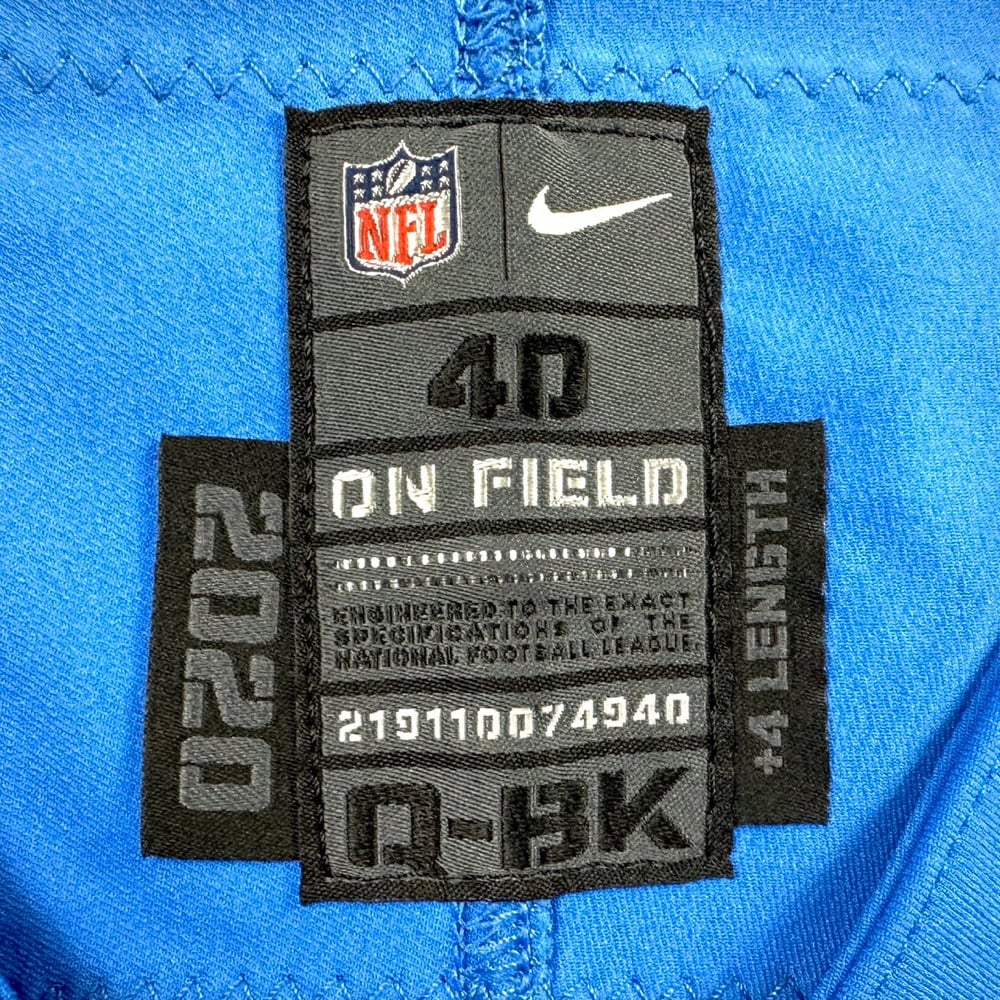 NFL
40
ON FIELD
ENGINEERED TO THE EXACT
SPECIFICATIONS OF THE
NATIONAL FOOTBALL LEAGUE.
219110074940
Q-BK
2020
+4 LENGTH